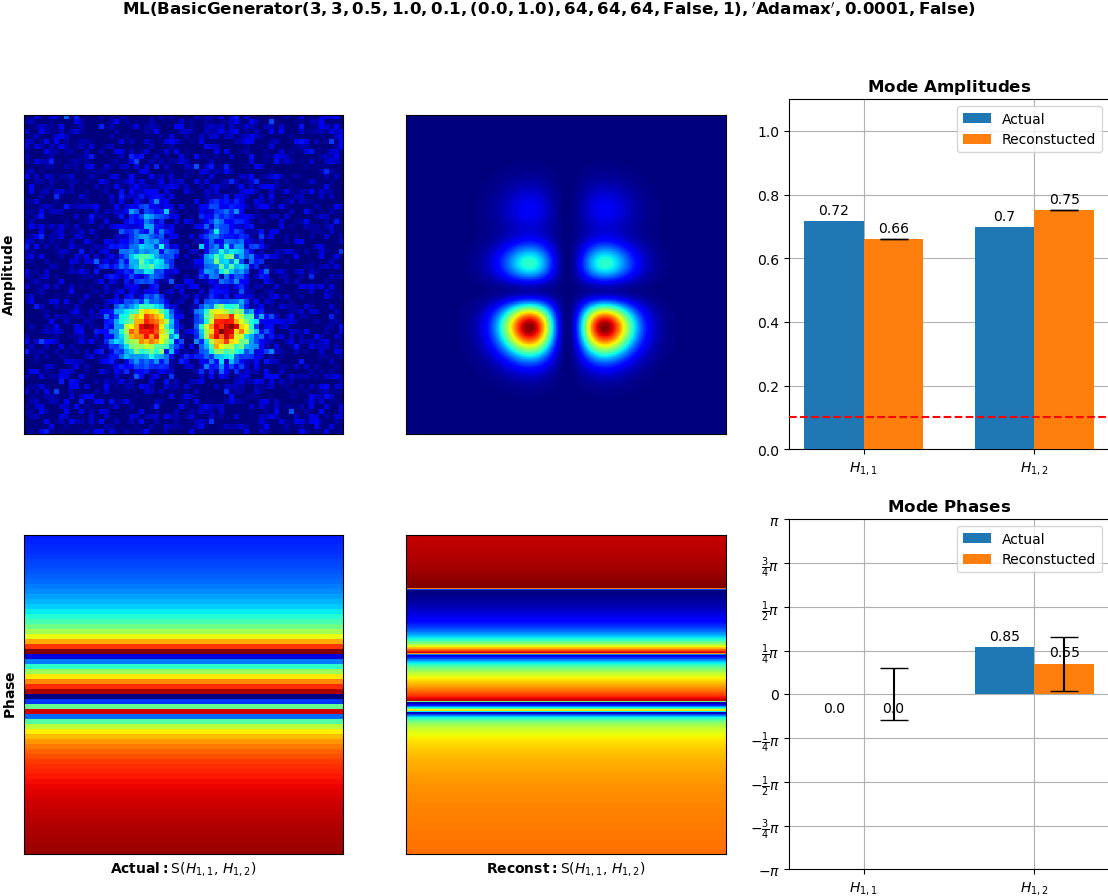 ML(BasicGenerator(3, 3, 0.5, 1.0, 0.1, (0.0, 1.0), 64, 64, 64, False, 1), ′Adamax′, 0.0001, False)
Amplitude
Mode Amplitudes
Actual
Reconstucted
1.0
0.8
0.6
0.4
0.2
0.0
0.72
0.66
0.7
0.75
H1, 1
H1, 2
Phase
Actual: S(H1, 1, H1, 2)
Reconst: S(H1, 1, H1, 2)
Mode Phases
Actual
Reconstucted
π
3/4π
1/2π
1/4π
0
−1/4π
−1/2π
−3/4π
−π
0.0
0.0
0.85
0.55
H1, 1
H1, 2